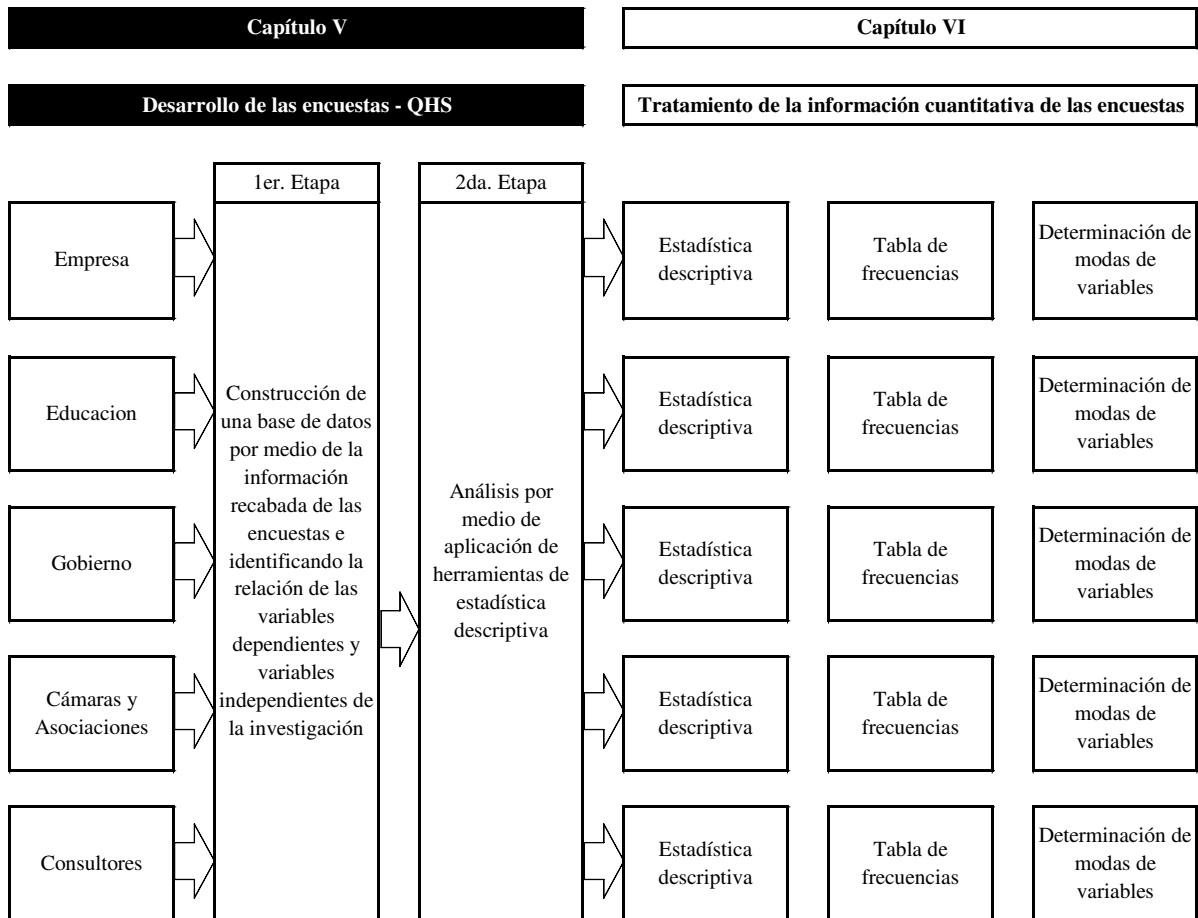 Capítulo V
Capítulo VI
Desarrollo de las encuestas - QHS
Tratamiento de la información cuantitativa de las encuestas
1er. Etapa
2da. Etapa
Empresa
Educacion
Gobierno
Cámaras y
Asociaciones
Consultores
Construcción de
una base de datos
por medio de la
información
recabada de las
encuestas e
identificando la
relación de las
variables
dependientes y
variables
independientes de
la investigación
Análisis por
medio de
aplicación de
herramientas de
estadística
descriptiva
Estadística
descriptiva
Tabla de
frecuencias
Determinación de
modas de
variables
Estadística
descriptiva
Tabla de
frecuencias
Determinación de
modas de
variables
Estadística
descriptiva
Tabla de
frecuencias
Determinación de
modas de
variables
Estadística
descriptiva
Tabla de
frecuencias
Determinación de
modas de
variables
Estadística
descriptiva
Tabla de
frecuencias
Determinación de
modas de
variables